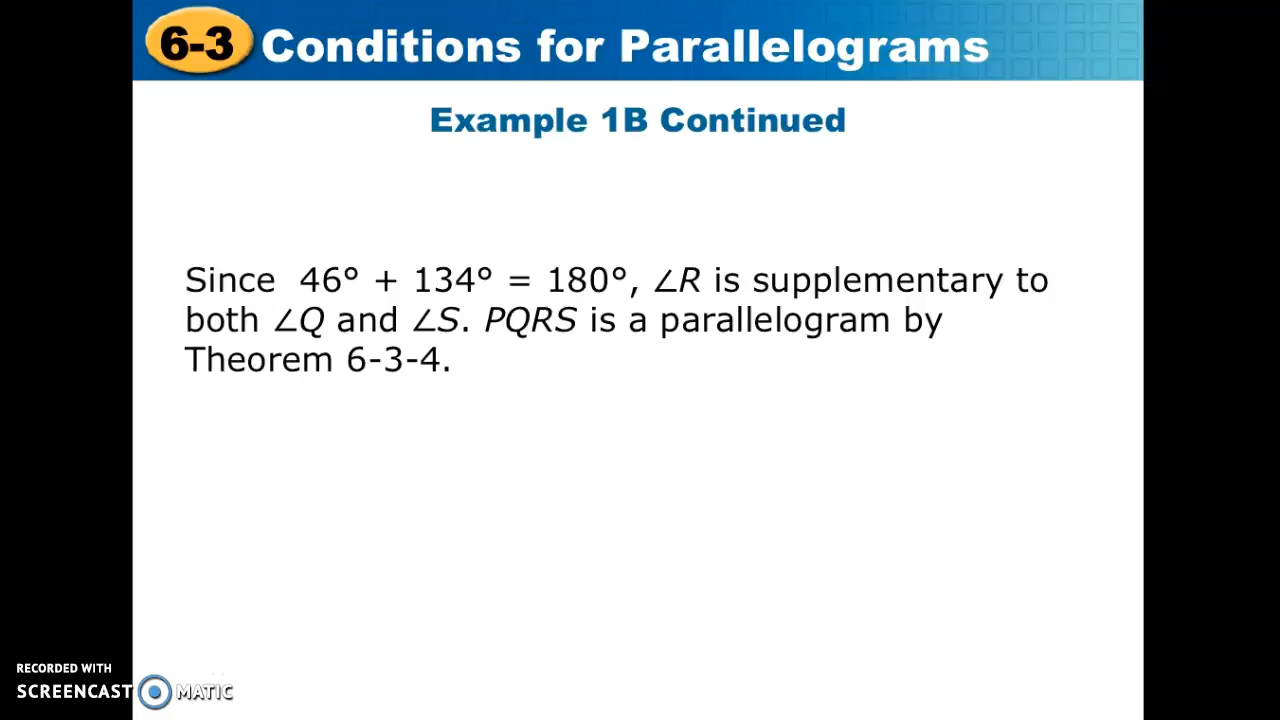 6-3 Conditions for Parallelograms
Example 1B Continued
Since 46° + 134° = 180°, ∠R is supplementary to
both ∠Q and ∠S. PQRS is a parallelogram by
Theorem 6-3-4.
RECORDED WITH
SCREENCAST MATIC